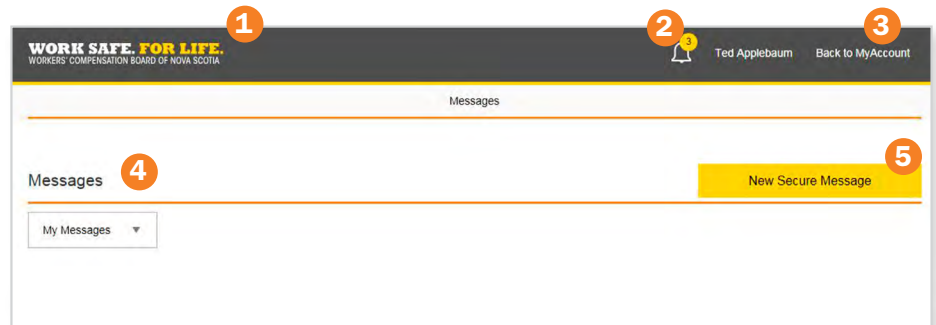 1
2
3
WORK SAFE. FOR LIFE.
WORKERS' COMPENSATION BOARD OF NOVA SCOTIA
3
Ted Applebaum
Back to MyAccount
Messages
Messages
4
5
New Secure Message
My Messages